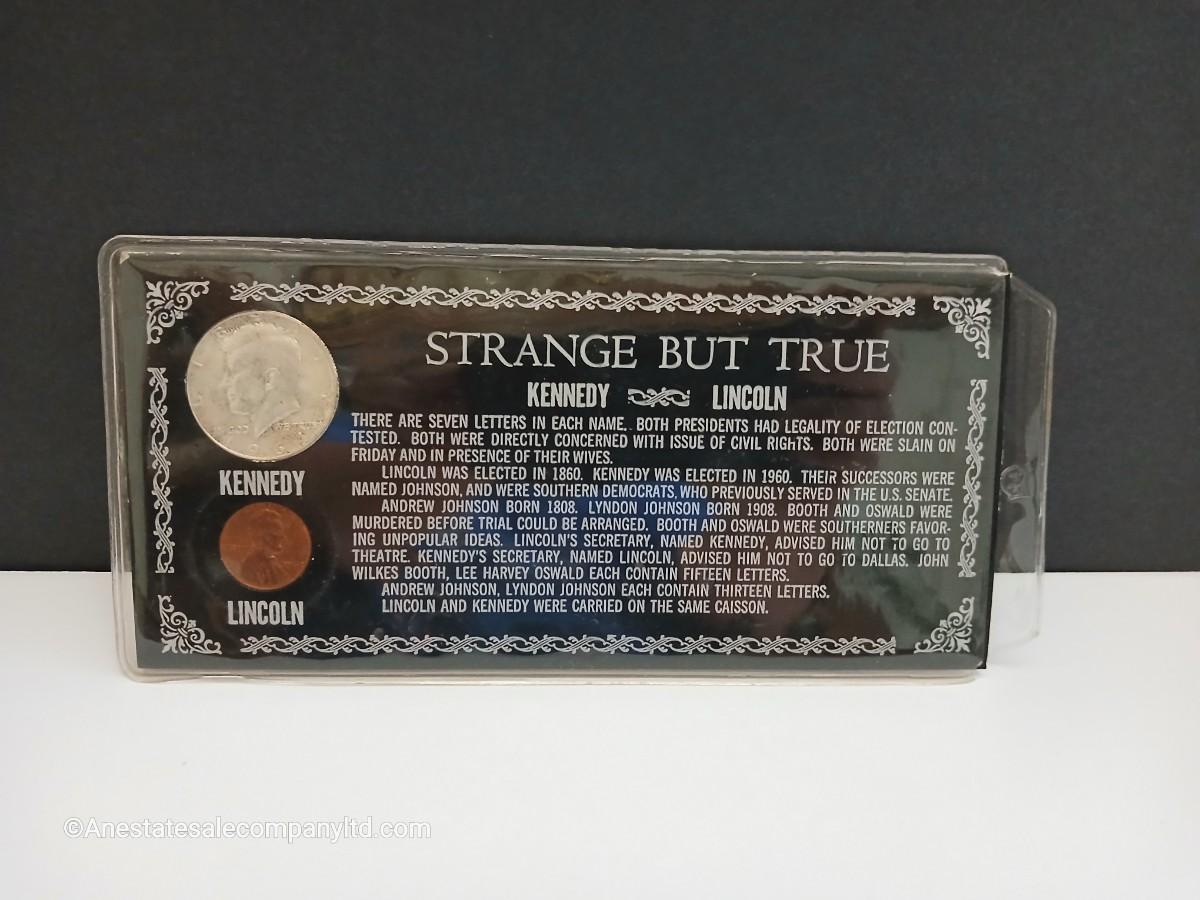 STRANGE BUT TRUE
KENNEDY LINCOLN
THERE ARE SEVEN LETTERS IN EACH NAME. BOTH PRESIDENTS HAD LEGALITY OF ELECTION CON-
TESTED. BOTH WERE DIRECTLY CONCERNED WITH ISSUE OF CIVIL RIGHTS. BOTH WERE SLAIN ON
FRIDAY AND IN PRESENCE OF THEIR WIVES.
LINCOLN WAS ELECTED IN 1860. KENNEDY WAS ELECTED IN 1960. THEIR SUCCESSORS WERE
NAMED JOHNSON, AND WERE SOUTHERN DEMOCRATS, WHO PREVIOUSLY SERVED IN THE U.S. SENATE.
ANDREW JOHNSON BORN 1808. LYNDON JOHNSON BORN 1908. BOOTH AND OSWALD WERE
MURDERED BEFORE TRIAL COULD BE ARRANGED. BOOTH AND OSWALD WERE SOUTHERNERS FAVOR-
ING UNPOPULAR IDEAS. LINCOLN'S SECRETARY, NAMED KENNEDY, ADVISED HIM NOT TO GO TO
THEATRE. KENNEDY'S SECRETARY, NAMED LINCOLN, ADVISED HIM NOT TO GO TO DALLAS. JOHN
WILKES BOOTH, LEE HARVEY OSWALD EACH CONTAIN FIFTEEN LETTERS.
ANDREW JOHNSON, LYNDON JOHNSON EACH CONTAIN THIRTEEN LETTERS.
LINCOLN AND KENNEDY WERE CARRIED ON THE SAME CAISSON.
KENNEDY
LINCOLN
©Anestatesalecompanyltd.com